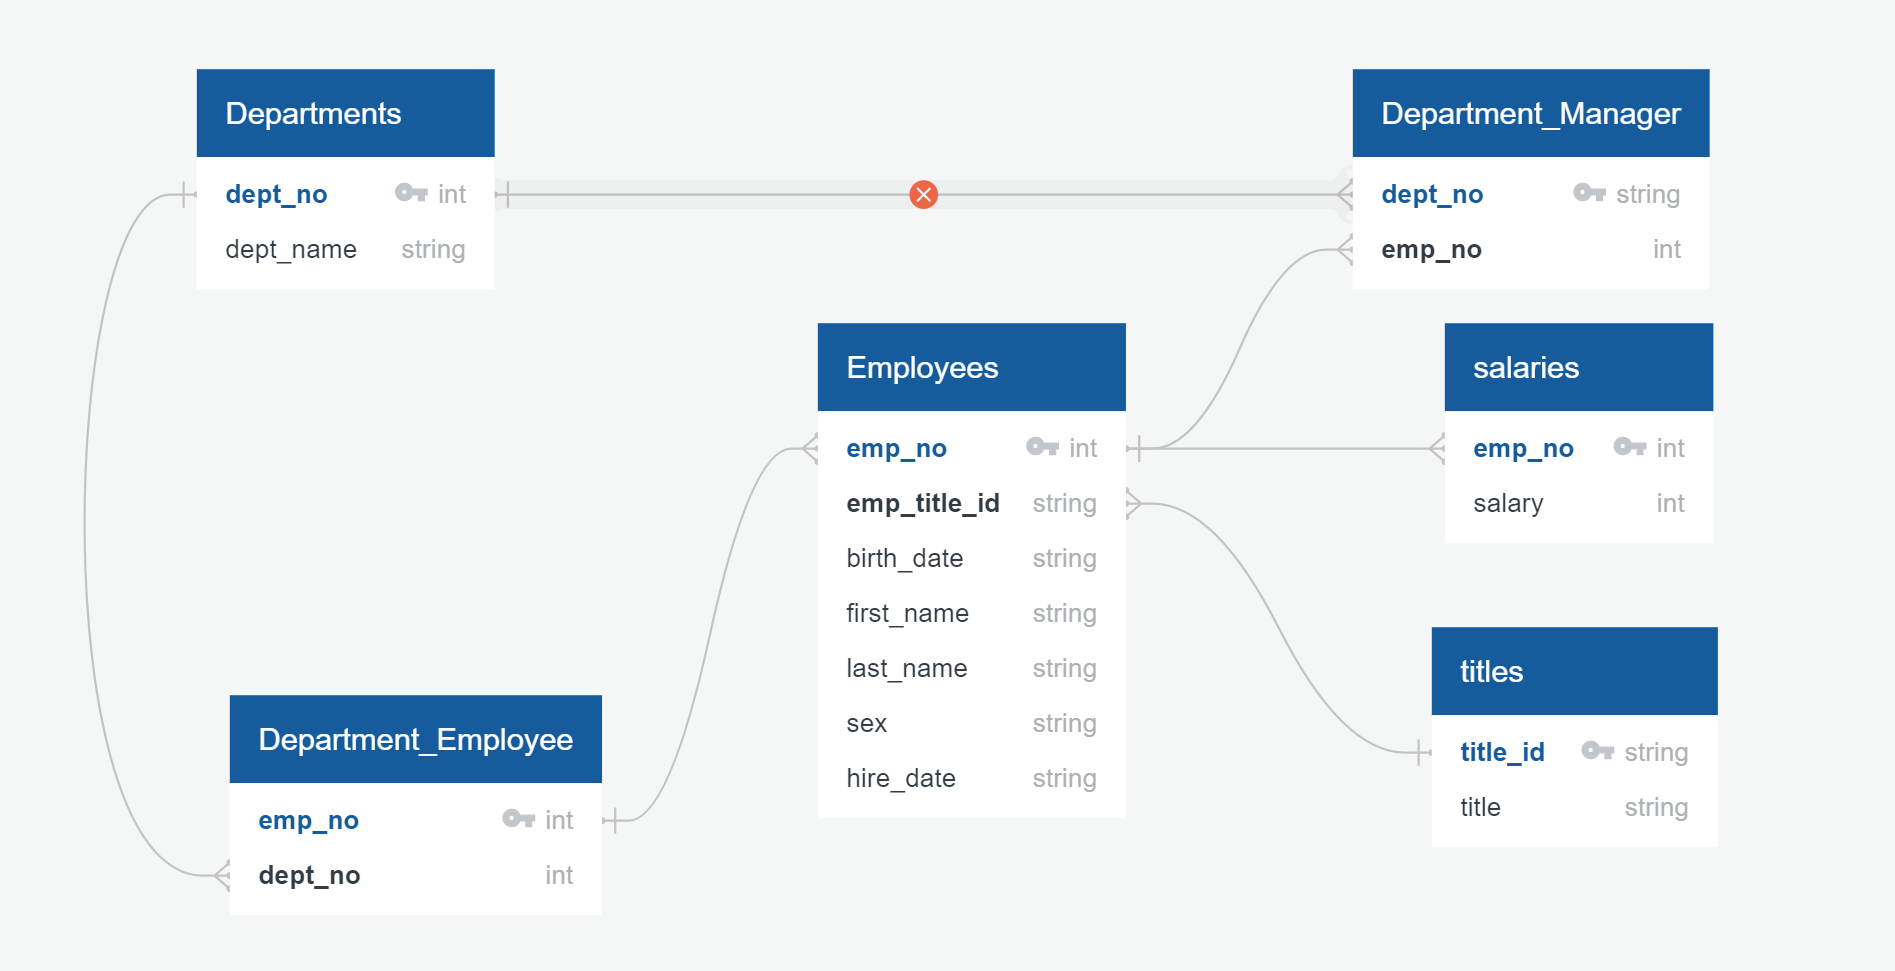 Departments
dept_no int
dept_name string
Department_Manager
dept_no string
emp_no int
Employees
emp_no int
emp_title_id string
birth_date string
first_name string
last_name string
sex string
hire_date string
salaries
emp_no int
salary int
titles
title_id string
title string
Department_Employee
emp_no int
dept_no int